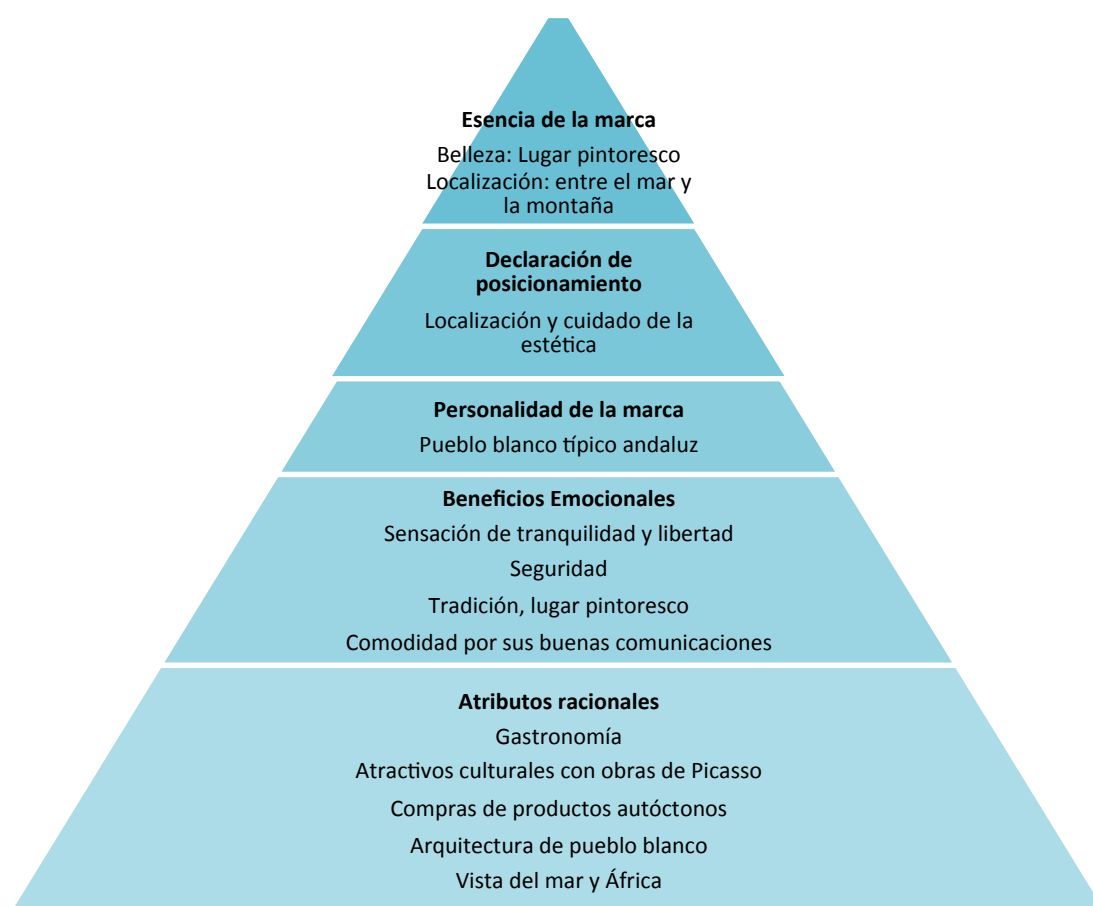 Esencia de la marca
Belleza: Lugar pintoresco
Localización: entre el mar y
la montaña
Declaración de
posicionamiento
Localización y cuidado de la
estética
Personalidad de la marca
Pueblo blanco típico andaluz
Beneficios Emocionales
Sensación de tranquilidad y libertad
Seguridad
Tradición, lugar pintoresco
Comodidad por sus buenas comunicaciones
Atributos racionales
Gastronomía
Atractivos culturales con obras de Picasso
Compras de productos autóctonos
Arquitectura de pueblo blanco
Vista del mar y África